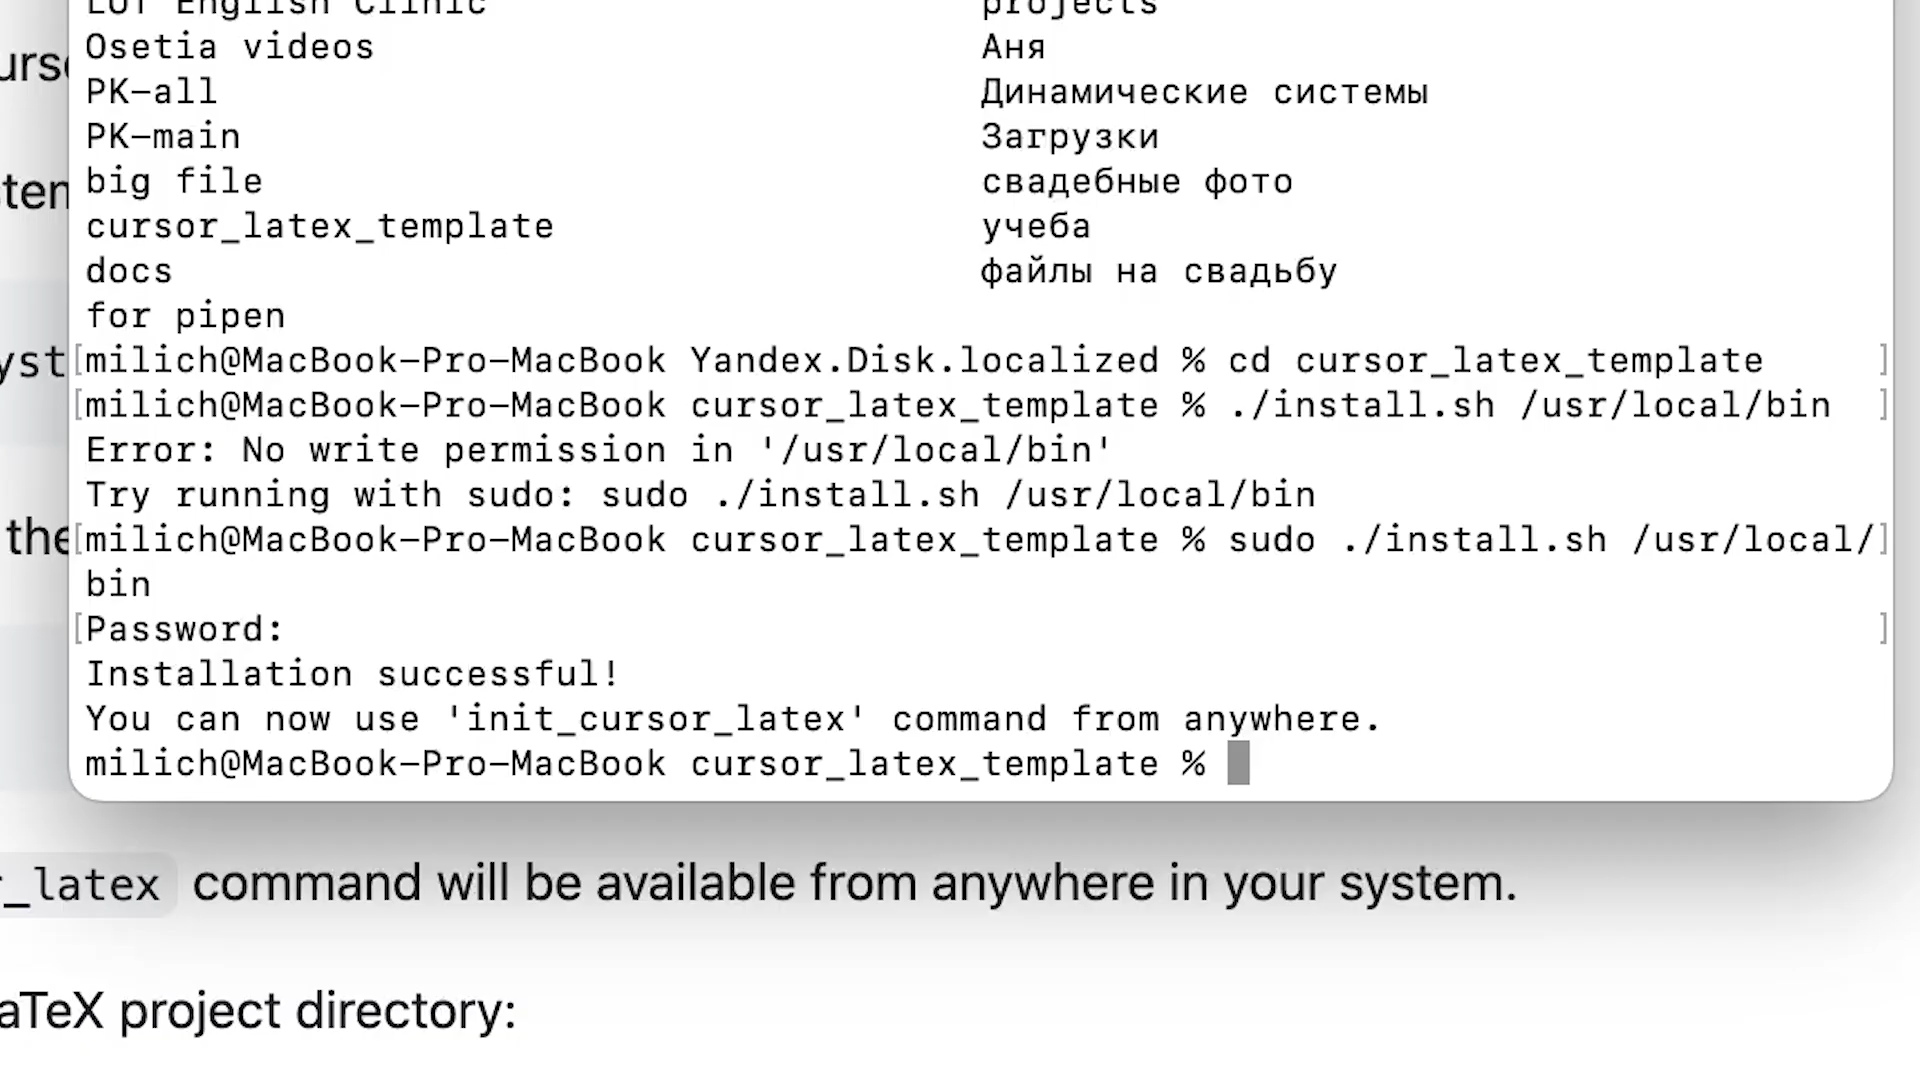 LUT English Clinic projects
Osetia videos Аня
PK-all Динамические системы
PK-main Загрузки
big file свадебные фото
cursor_latex_template учеба
docs файлы на свадьбу
for pipen
[milich@MacBook-Pro-MacBook Yandex.Disk.localized % cd cursor_latex_template ]
[milich@MacBook-Pro-MacBook cursor_latex_template % ./install.sh /usr/local/bin ]
Error: No write permission in '/usr/local/bin'
Try running with sudo: sudo ./install.sh /usr/local/bin
[milich@MacBook-Pro-MacBook cursor_latex_template % sudo ./install.sh /usr/local/]
bin
[Password: ]
Installation successful!
You can now use 'init_cursor_latex' command from anywhere.
milich@MacBook-Pro-MacBook cursor_latex_template %
_latex command will be available from anywhere in your system.
aTeX project directory: